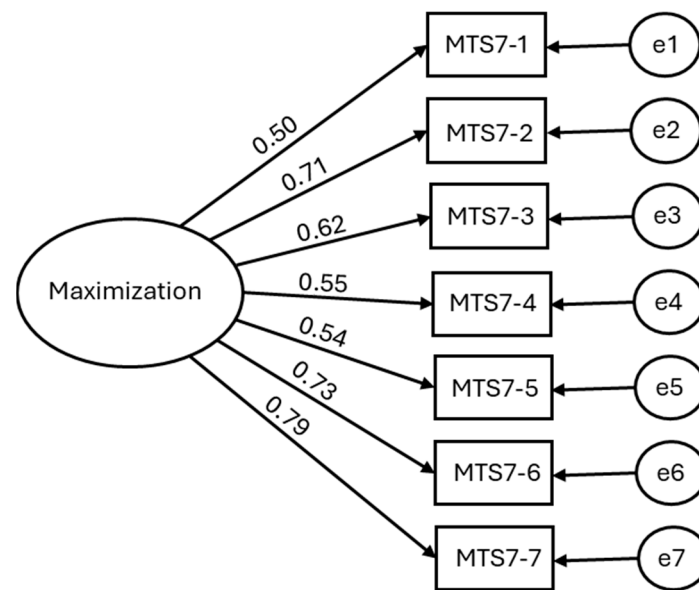 MTS7-1
e1
0.50
MTS7-2
e2
0.71
MTS7-3
e3
0.62
Maximization
0.55
MTS7-4
e4
0.54
MTS7-5
e5
0.73
MTS7-6
e6
0.79
MTS7-7
e7